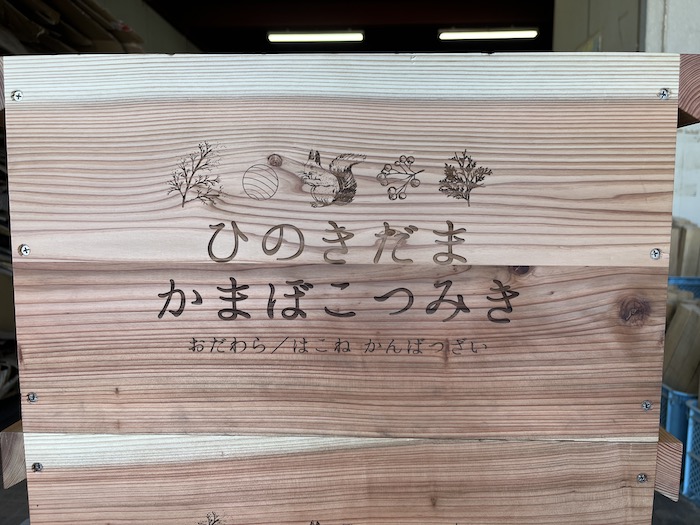 ひのきだま
かまぼこつみき
おだわら/はこね かんばつざい